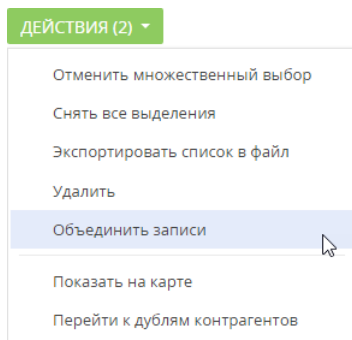 ДЕЙСТВИЯ (2)
Отменить множественный выбор
Снять все выделения
Экспортировать список в файл
Удалить
Объединить записи
Показать на карте
Перейти к дублям контрагентов